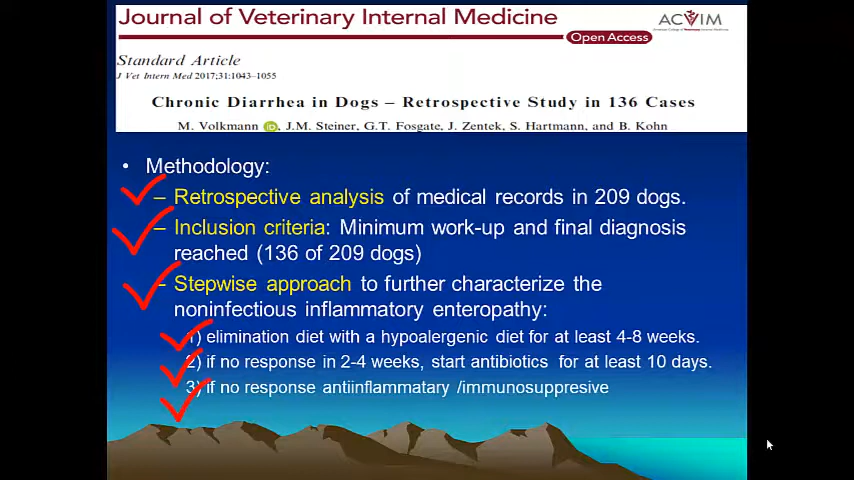 Journal of Veterinary Internal Medicine
ACVIM
Open Access
Standard Article
J Vet Intern Med 2017;31:1043–1055
Chronic Diarrhea in Dogs – Retrospective Study in 136 Cases
M. Volkmann iD, J.M. Steiner, G.T. Fosgate, J. Zentek, S. Hartmann, and B. Kohn
• Methodology:
– Retrospective analysis of medical records in 209 dogs.
– Inclusion criteria: Minimum work-up and final diagnosis
reached (136 of 209 dogs)
– Stepwise approach to further characterize the
noninfectious inflammatory enteropathy:
1) elimination diet with a hypoalergenic diet for at least 4-8 weeks.
2) if no response in 2-4 weeks, start antibiotics for at least 10 days.
3) if no response antiinflammatary /immunosuppresive